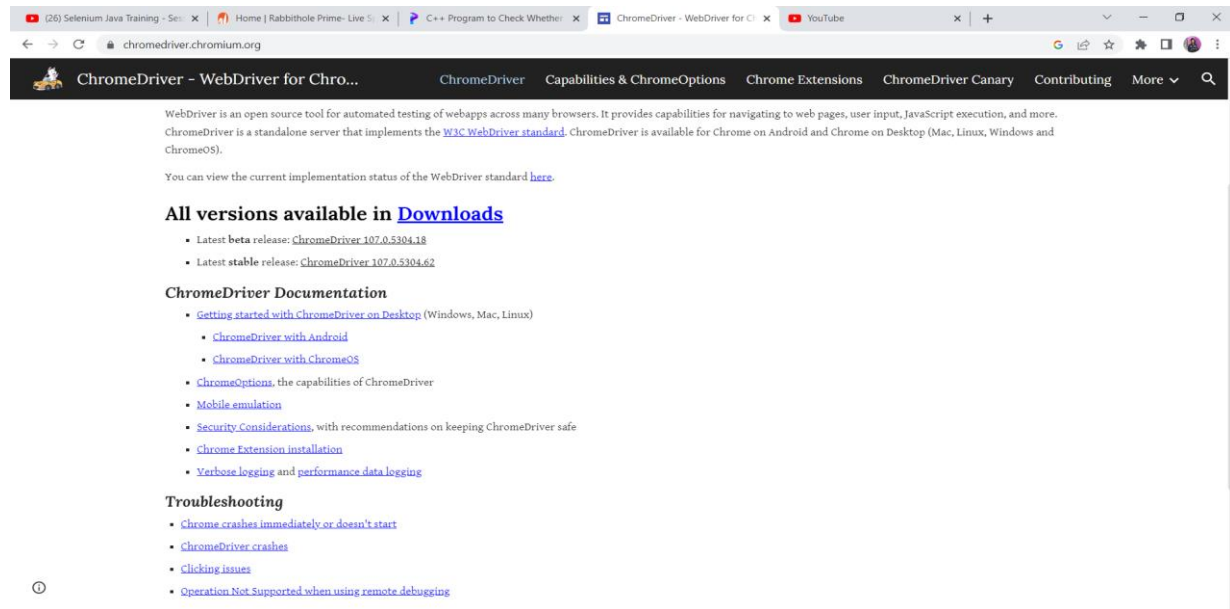 (26) Selenium Java Training - Ses
Home | Rabbithole Prime- Live S
C++ Program to Check Whether
ChromeDriver - WebDriver for C
YouTube
chromedriver.chromium.org
ChromeDriver - WebDriver for Chro...
ChromeDriver
Capabilities & ChromeOptions
Chrome Extensions
ChromeDriver Canary
Contributing
More
WebDriver is an open source tool for automated testing of webapps across many browsers. It provides capabilities for navigating to web pages, user input, JavaScript execution, and more.
ChromeDriver is a standalone server that implements the W3C WebDriver standard. ChromeDriver is available for Chrome on Android and Chrome on Desktop (Mac, Linux, Windows and
ChromeOS).
You can view the current implementation status of the WebDriver standard here.
All versions available in Downloads
Latest beta release: ChromeDriver 107.0.5304.18
Latest stable release: ChromeDriver 107.0.5304.62
ChromeDriver Documentation
Getting started with ChromeDriver on Desktop (Windows, Mac, Linux)
ChromeDriver with Android
ChromeDriver with ChromeOS
ChromeOptions, the capabilities of ChromeDriver
Mobile emulation
Security Considerations, with recommendations on keeping ChromeDriver safe
Chrome Extension installation
Verbose logging and performance data logging
Troubleshooting
Chrome crashes immediately or doesn't start
ChromeDriver crashes
Clicking issues
Operation Not Supported when using remote debugging